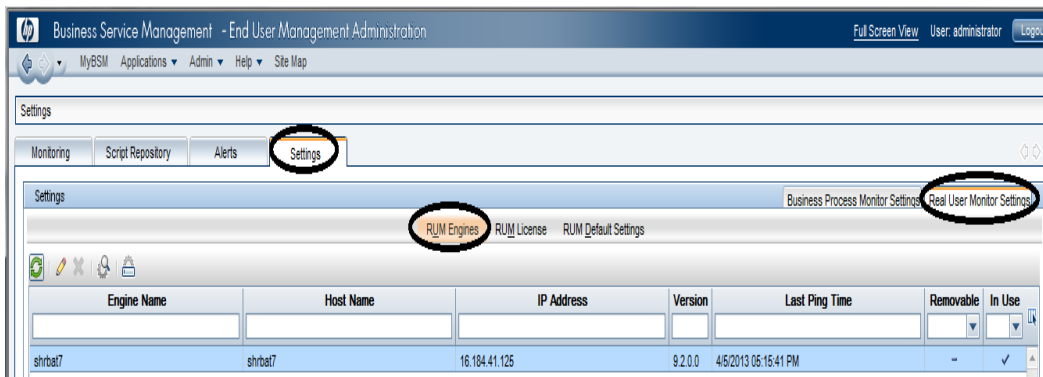 hp Business Service Management - End User Management Administration Full Screen View User: administrator Logou
MyBSM Applications Admin Help Site Map
Settings
Monitoring Script Repository Alerts Settings
Settings Business Process Monitor Settings Real User Monitor Settings
RUM Engines RUM License RUM Default Settings
Engine Name Host Name IP Address Version Last Ping Time Removable In Use
shrbat7 shrbat7 16.184.41.125 9.2.0.0 4/5/2013 05:15:41 PM